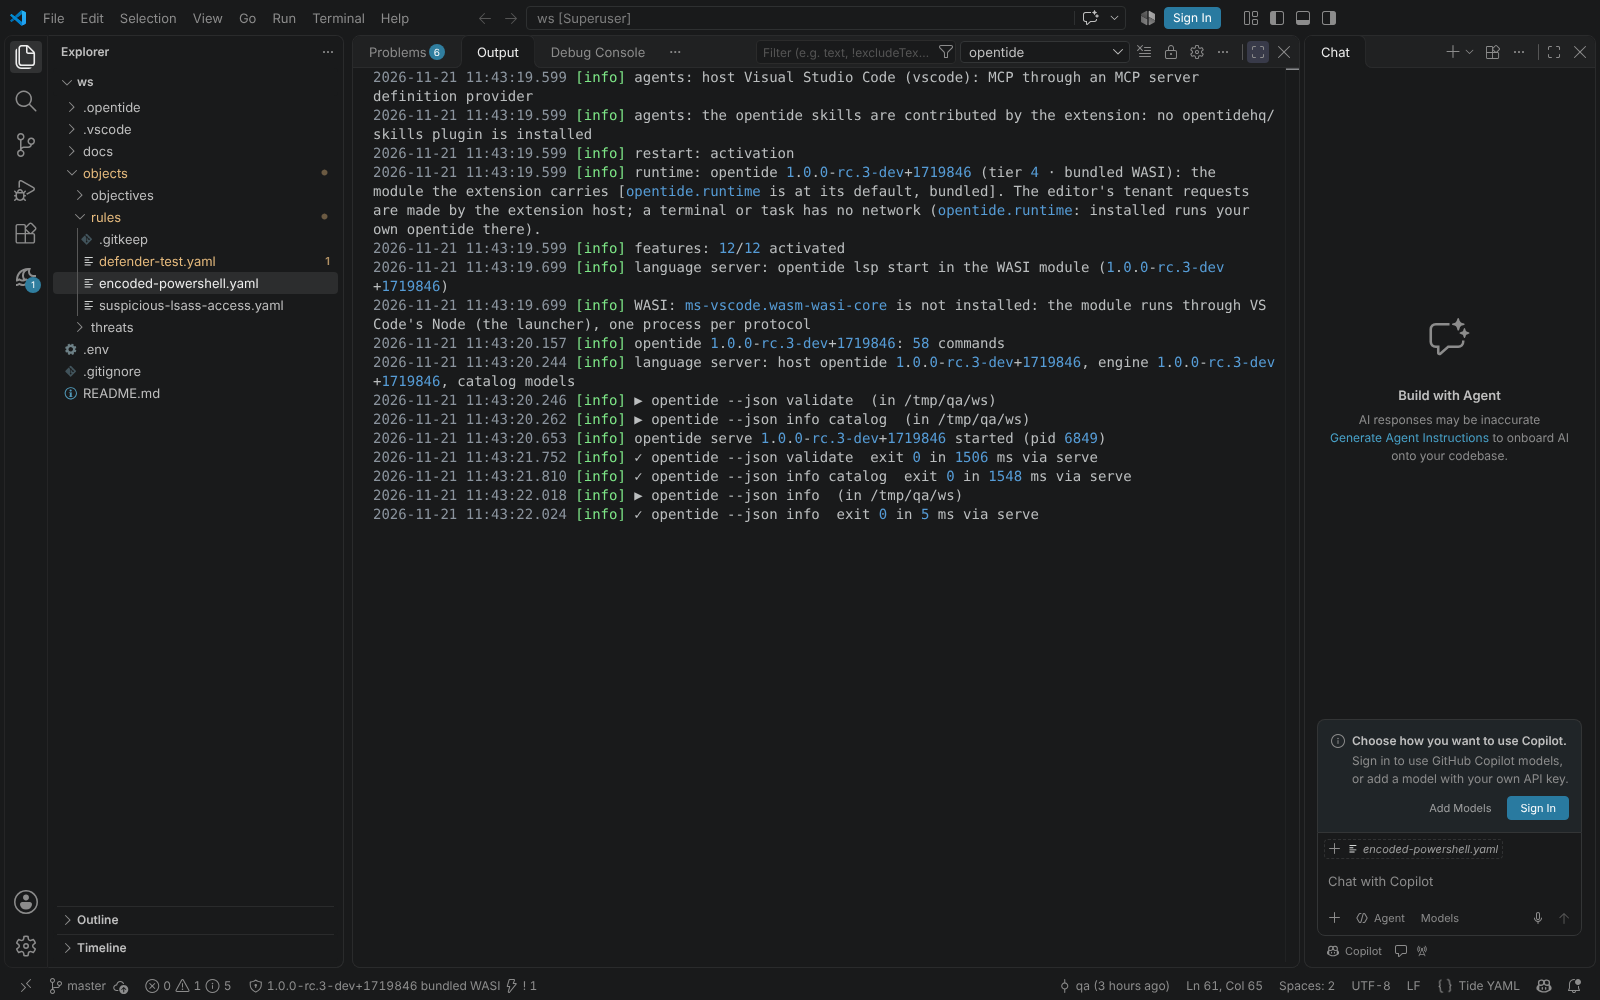 File Edit Selection View Go Run Terminal Help
ws [Superuser]
Sign In
Explorer
ws
.opentide
.vscode
docs
objects
objectives
rules
.gitkeep
defender-test.yaml 1
encoded-powershell.yaml
suspicious-lsass-access.yaml
threats
.env
.gitignore
README.md
Outline
Timeline
1
Problems 6 Output Debug Console
Filter (e.g. text, !excludeTex...
opentide
2026-11-21 11:43:19.599 [info] agents: host Visual Studio Code (vscode): MCP through an MCP server
definition provider
2026-11-21 11:43:19.599 [info] agents: the opentide skills are contributed by the extension: no opentidehq/
skills plugin is installed
2026-11-21 11:43:19.599 [info] restart: activation
2026-11-21 11:43:19.599 [info] runtime: opentide 1.0.0-rc.3-dev+1719846 (tier 4 · bundled WASI): the
module the extension carries [opentide.runtime is at its default, bundled]. The editor's tenant requests
are made by the extension host; a terminal or task has no network (opentide.runtime: installed runs your
own opentide there).
2026-11-21 11:43:19.599 [info] features: 12/12 activated
2026-11-21 11:43:19.699 [info] language server: opentide lsp start in the WASI module (1.0.0-rc.3-dev
+1719846)
2026-11-21 11:43:19.699 [info] WASI: ms-vscode.wasm-wasi-core is not installed: the module runs through VS
Code's Node (the launcher), one process per protocol
2026-11-21 11:43:20.157 [info] opentide 1.0.0-rc.3-dev+1719846: 58 commands
2026-11-21 11:43:20.244 [info] language server: host opentide 1.0.0-rc.3-dev+1719846, engine 1.0.0-rc.3-dev
+1719846, catalog models
2026-11-21 11:43:20.246 [info] ▶ opentide --json validate  (in /tmp/qa/ws)
2026-11-21 11:43:20.262 [info] ▶ opentide --json info catalog  (in /tmp/qa/ws)
2026-11-21 11:43:20.653 [info] opentide serve 1.0.0-rc.3-dev+1719846 started (pid 6849)
2026-11-21 11:43:21.752 [info] ✓ opentide --json validate  exit 0 in 1506 ms via serve
2026-11-21 11:43:21.810 [info] ✓ opentide --json info catalog  exit 0 in 1548 ms via serve
2026-11-21 11:43:22.018 [info] ▶ opentide --json info  (in /tmp/qa/ws)
2026-11-21 11:43:22.024 [info] ✓ opentide --json info  exit 0 in 5 ms via serve
Chat
Build with Agent
AI responses may be inaccurate
Generate Agent Instructions to onboard AI
onto your codebase.
Choose how you want to use Copilot.
Sign in to use GitHub Copilot models,
or add a model with your own API key.
Add Models Sign In
encoded-powershell.yaml
Chat with Copilot
Agent Models
Copilot
master 0 1 5 1.0.0-rc.3-dev+1719846 bundled WASI ! 1
qa (3 hours ago) Ln 61, Col 65 Spaces: 2 UTF-8 LF {} Tide YAML